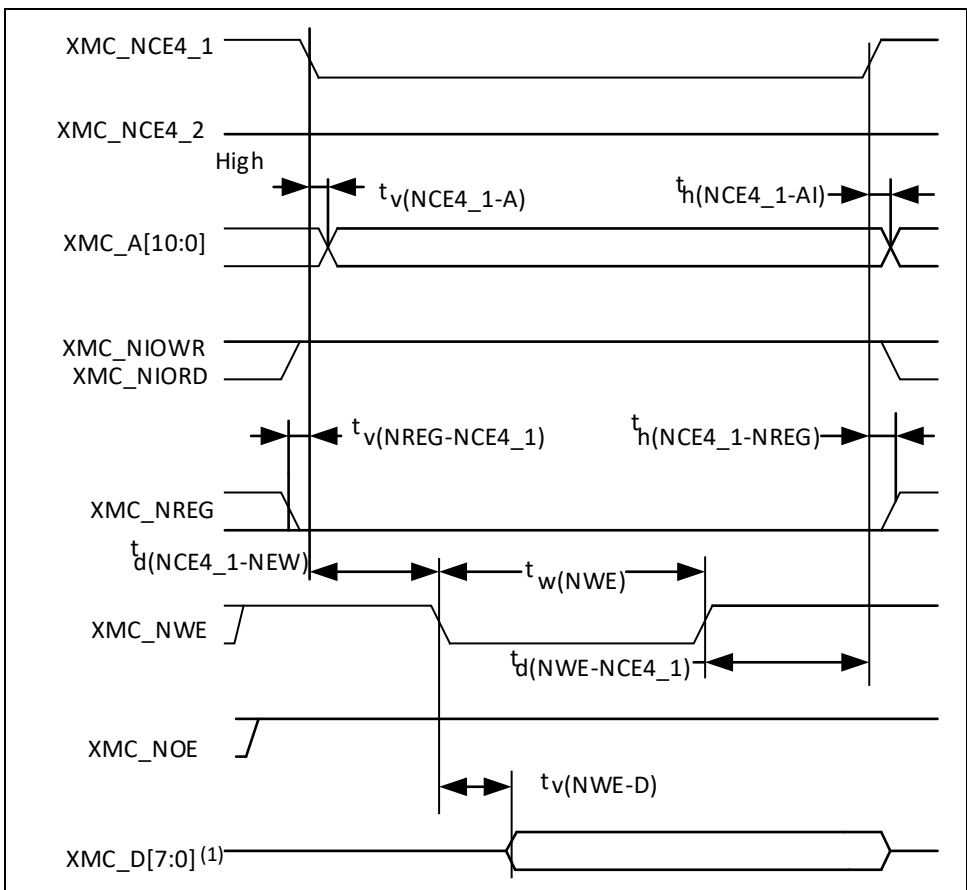 XMC_NCE4_1
XMC_NCE4_2
High
tv(NCE4_1-A)
th(NCE4_1-AI)
XMC_A[10:0]
XMC_NIOWR
XMC_NIORD
tv(NREG-NCE4_1)
th(NCE4_1-NREG)
XMC_NREG
td(NCE4_1-NEW)
tw(NWE)
XMC_NWE
td(NWE-NCE4_1)
XMC_NOE
tv(NWE-D)
XMC_D[7:0] (1)